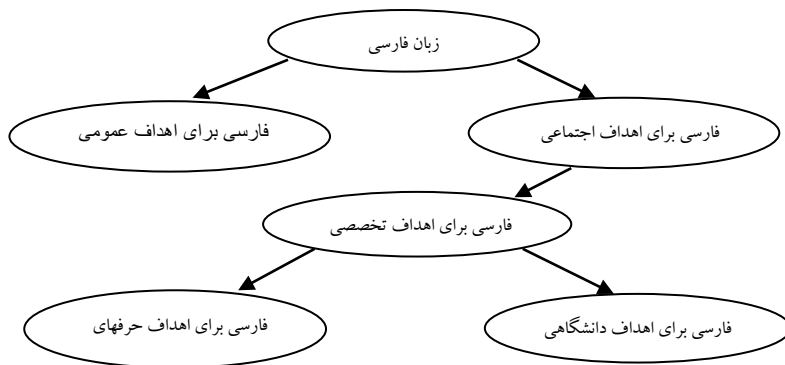 زبان فارسی
فارسی برای اهداف اجتماعی
فارسی برای اهداف عمومی
فارسی برای اهداف تخصصی
فارسی برای اهداف دانشگاهی
فارسی برای اهداف حرفهای